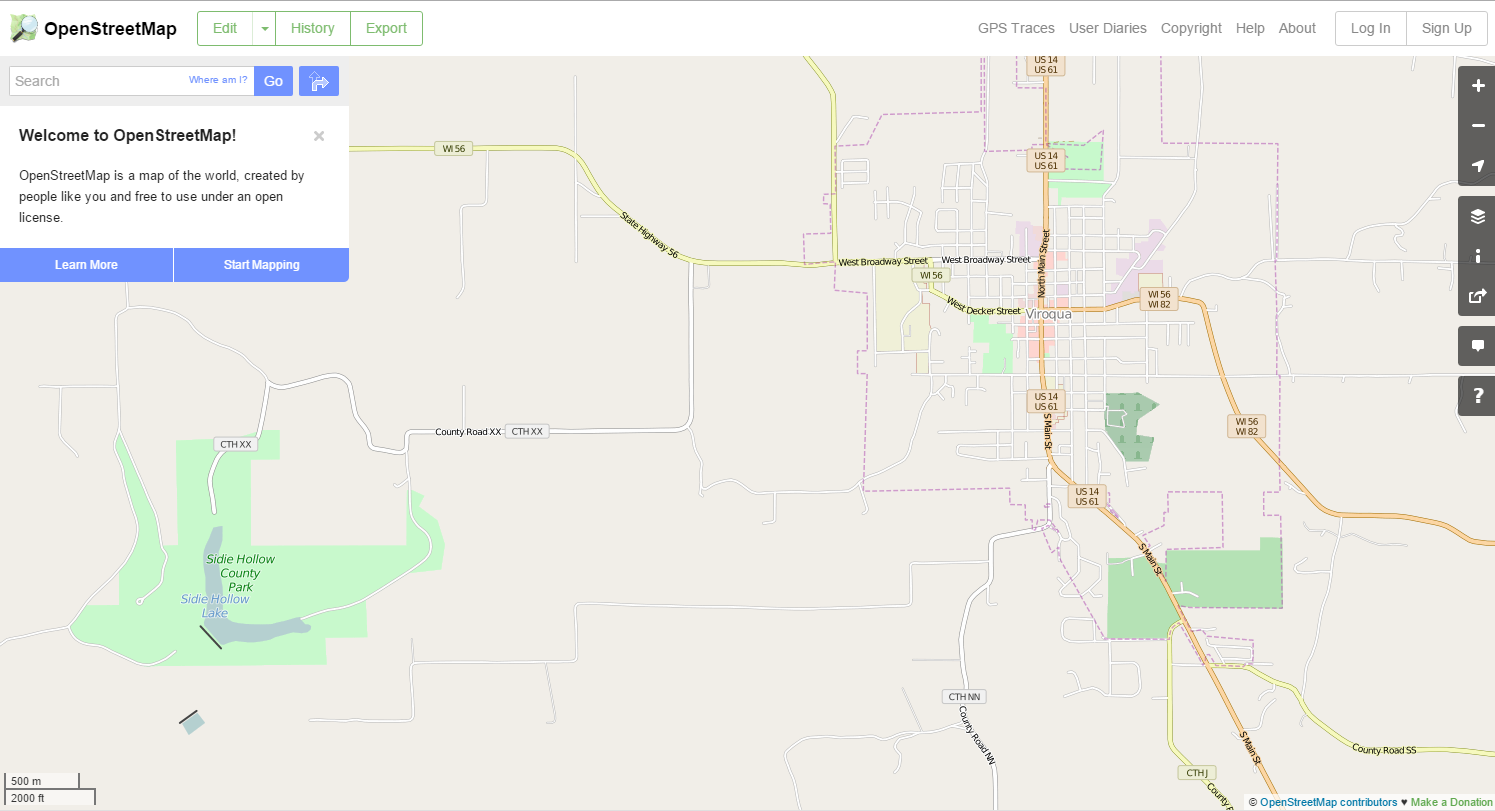 OpenStreetMap
Edit
History
Export
GPS Traces
User Diaries
Copyright
Help
About
Log In
Sign Up
Search
Where am I?
Go
Welcome to OpenStreetMap!
×
OpenStreetMap is a map of the world, created by
people like you and free to use under an open
license.
Learn More
Start Mapping
US 14
US 61
WI 56
US 14
US 61
State Highway 56
West Broadway Street
West Broadway Street
North Main Street
WI 56
West Decker Street
WI 56
WI 82
Viroqua
US 14
US 61
S Main St
WI 56
WI 82
County Road XX
CTH XX
CTH XX
US 14
US 61
S Main St
Sidie Hollow
County
Park
Sidie Hollow
Lake
CTH NN
County Road NN
S Main St
County Road SS
CTH J
500 m
2000 ft
?
© OpenStreetMap contributors ♥ Make a Donation